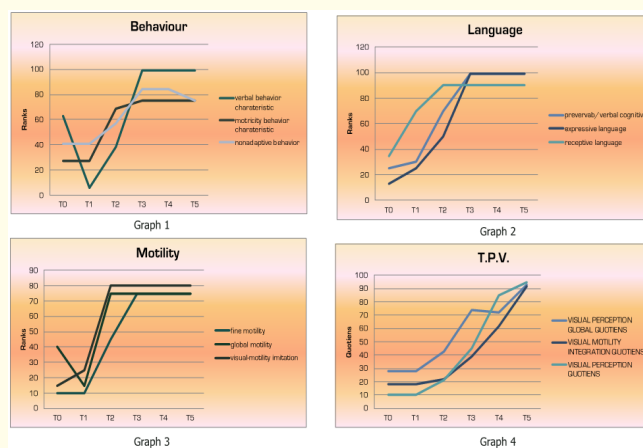 Behaviour
120
100
80
60
40
20
0
Ranks
T0 T1 T2 T3 T4 T5
verbal behavior
charateristic
motricity behavior
charateristic
nonadaptive behavior
Graph 1
Language
120
100
80
60
40
20
0
Ranks
T0 T1 T2 T3 T4 T5
prevervab/verbal cognitive
expressive language
receptive language
Graph 2
Motility
90
80
70
60
50
40
30
20
10
0
Ranks
T0 T1 T2 T3 T4 T5
fine motility
global motility
visual-motility imitation
Graph 3
T.P.V.
100
90
80
70
60
50
40
30
20
10
0
Quotiens
T0 T1 T2 T3 T4 T5
VISUAL PERCEPTION
GLOBAL QUOTIENS
VISUAL MOTILITY
INTEGRATION QUOTIENS
VISUAL PERCEPTION
QUOTIENS
Graph 4